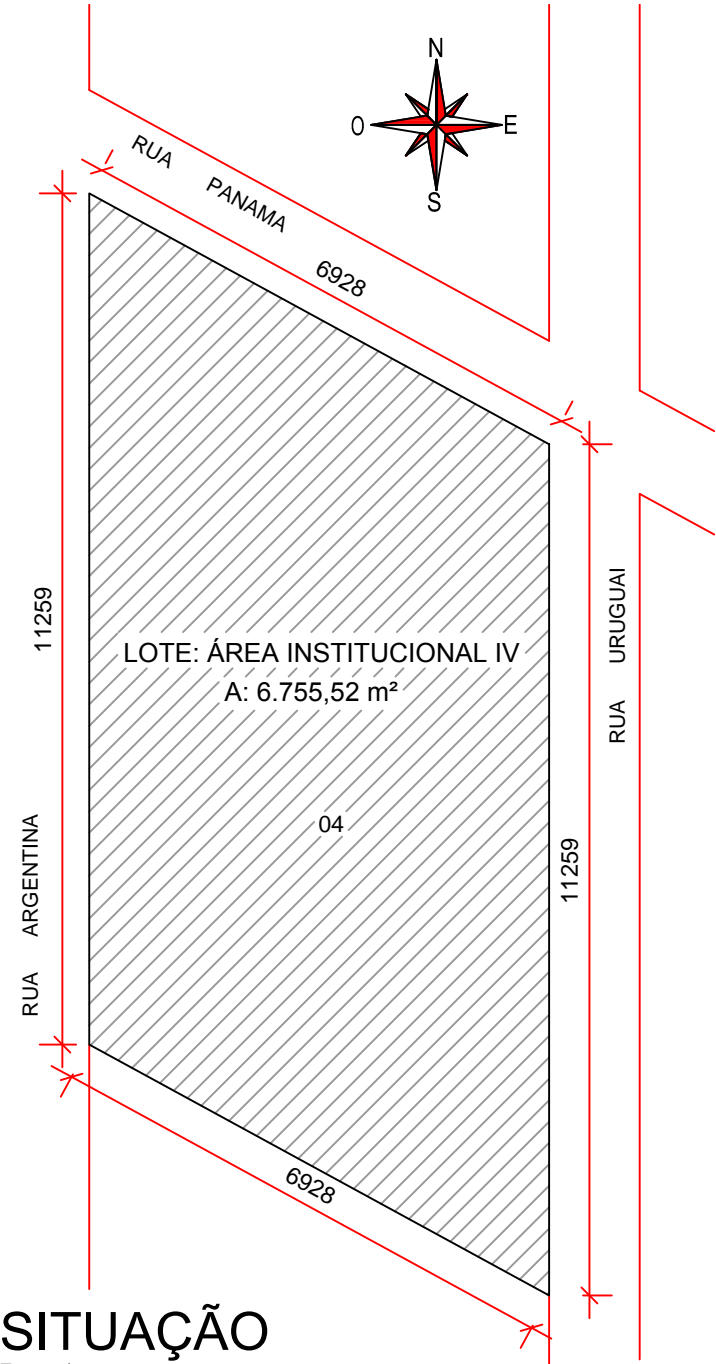 N
O
E
S
RUA PANAMA
6928
11259
LOTE: ÁREA INSTITUCIONAL IV
A: 6.755,52 m²
RUA URUGUAI
04
RUA ARGENTINA
11259
6928
SITUAÇÃO